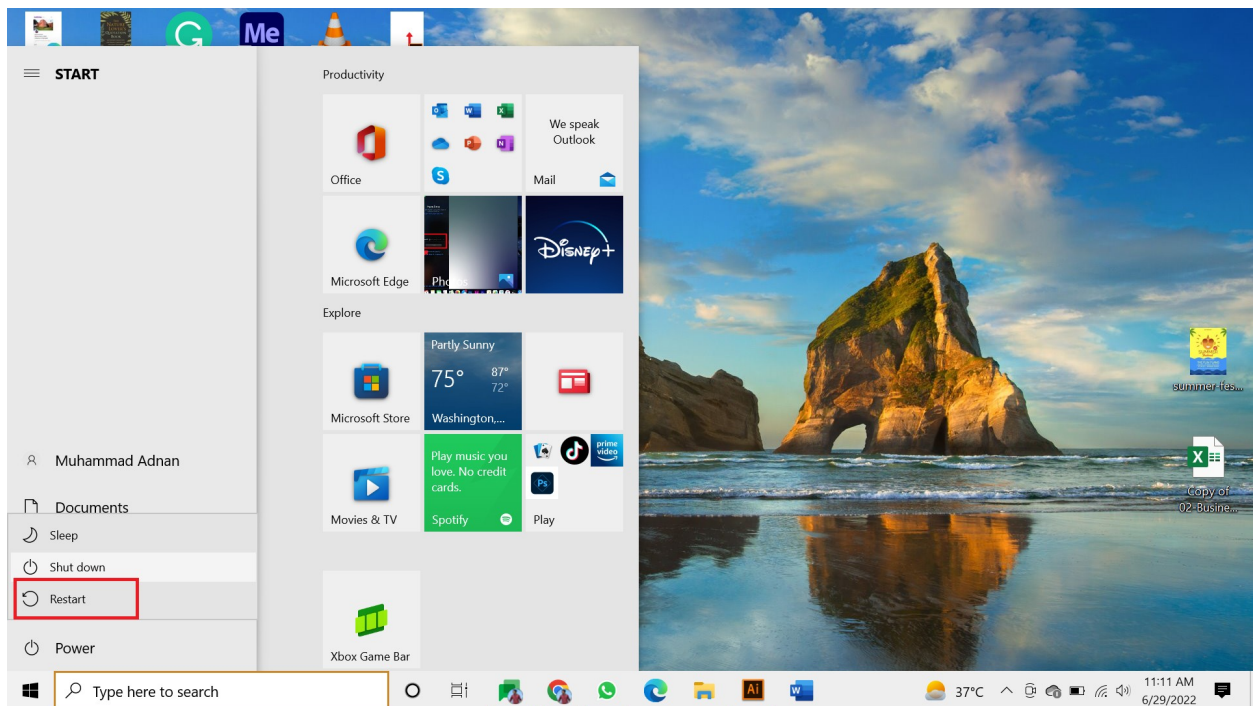 Me
START
Productivity
Office
We speak
Outlook
Mail
Microsoft Edge
Disney+
Explore
Microsoft Store
Partly Sunny
75°
87°
72°
Washington,...
Movies & TV
Play music you
love. No credit
cards.
Spotify
prime
video
Ps
Play
Xbox Game Bar
Muhammad Adnan
Documents
Sleep
Shut down
Restart
Power
summer-fes...
Copy of
02-Busine...
Type here to search
Ai
37°C
11:11 AM
6/29/2022